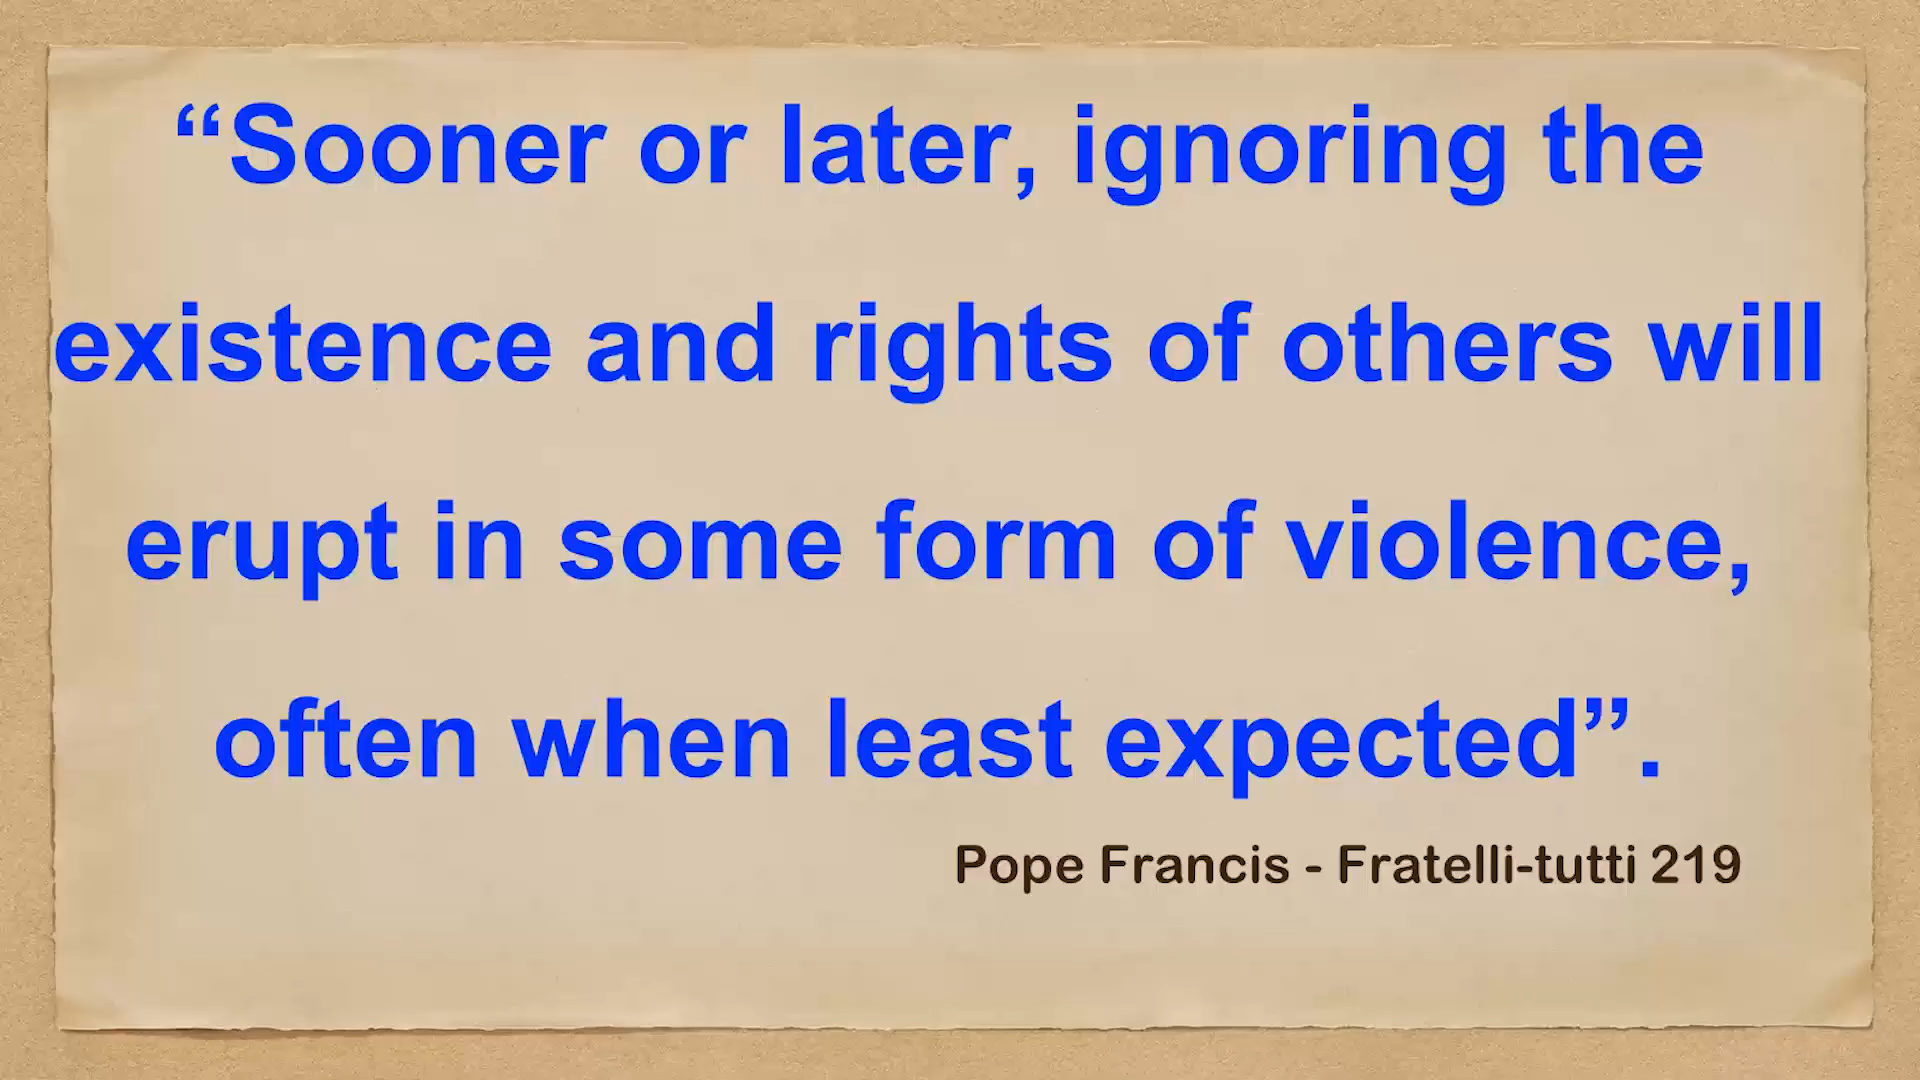 “Sooner or later, ignoring the
existence and rights of others will
erupt in some form of violence,
often when least expected”.
Pope Francis - Fratelli-tutti 219